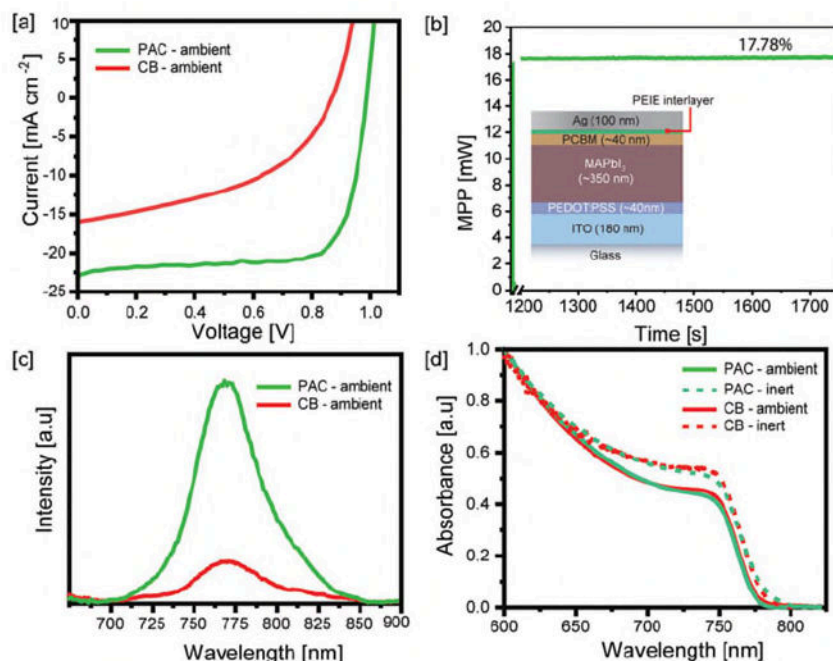 [a]
PAC - ambient
CB - ambient
Current [mA cm⁻²]
10
5
0
-5
-10
-15
-20
-25
0.0
0.2
0.4
0.6
0.8
1.0
Voltage [V]
[b]
17.78%
MPP [mW]
20
18
16
14
12
10
8
6
4
2
0
PEIE interlayer
Ag (100 nm)
PCBM (~40 nm)
MAPbI₃
(~350 nm)
PEDOT:PSS (~40nm)
ITO (180 nm)
Glass
1200
1300
1400
1500
1600
1700
Time [s]
[c]
PAC - ambient
CB - ambient
Intensity [a.u]
700
725
750
775
800
825
850
900
Wavelength [nm]
[d]
PAC - ambient
PAC - inert
CB - ambient
CB - inert
Absorbance [a.u]
1.0
0.8
0.6
0.4
0.2
0.0
600
650
700
750
800
Wavelength [nm]